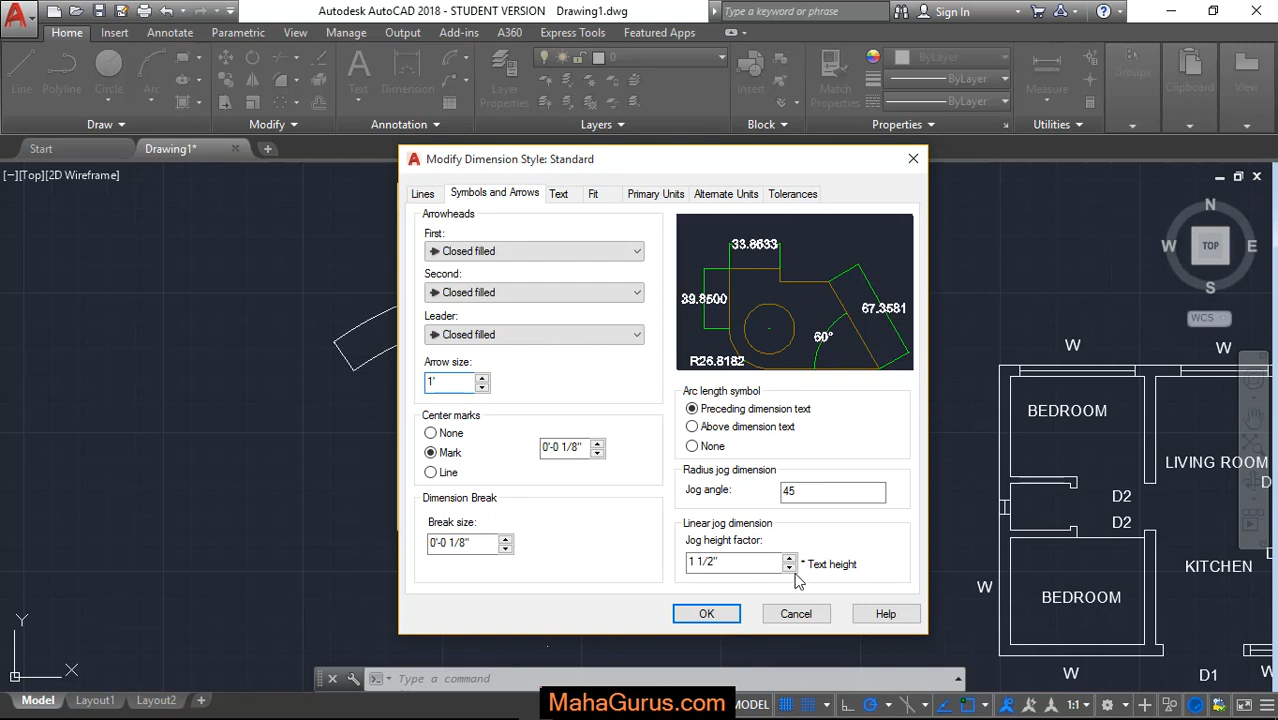 Autodesk AutoCAD 2018 - STUDENT VERSION Drawing1.dwg
Type a keyword or phrase
Sign In
Home Insert Annotate Parametric View Manage Output Add-ins A360 Express Tools Featured Apps
Line Polyline Circle Arc
Text Dimension
Layer Properties
0
Insert
Match Properties
ByLayer
ByLayer
ByLayer
Groups
Measure
Clipboard
View
Draw Modify Annotation Layers Block Properties Utilities
Start Drawing1*
[−][Top][2D Wireframe]
Modify Dimension Style: Standard
Lines Symbols and Arrows Text Fit Primary Units Alternate Units Tolerances
Arrowheads
First:
Closed filled
Second:
Closed filled
Leader:
Closed filled
Arrow size:
1'
Center marks
None
Mark
Line
0'-0 1/8"
Dimension Break
Break size:
0'-0 1/8"
33.8633
39.8500
67.3581
60°
R26.8182
Arc length symbol
Preceding dimension text
Above dimension text
None
Radius jog dimension
Jog angle: 45
Linear jog dimension
Jog height factor:
1 1/2" * Text height
OK Cancel Help
N
W TOP E
S
WCS
W W
BEDROOM
LIVING ROOM
D2
D2
W
KITCHEN
BEDROOM
W D1
Y
X
Type a command
Model Layout1 Layout2
MODEL
1:1
MahaGurus.com